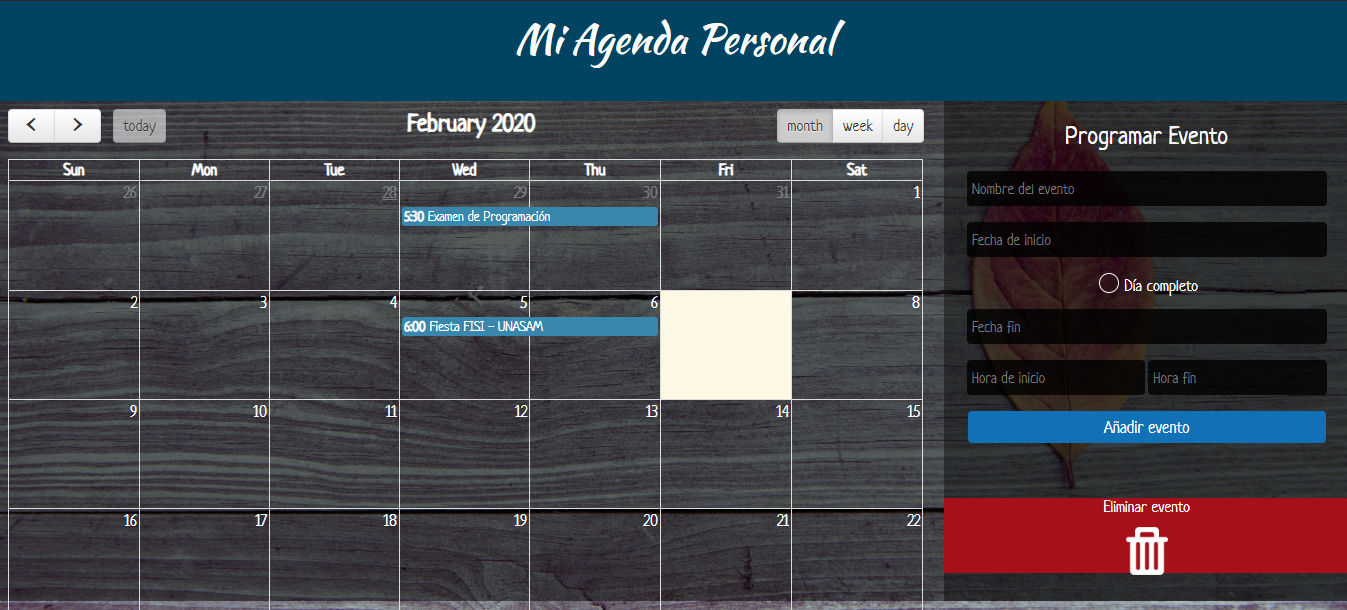 Mi Agenda Personal
today
February 2020
month week day
Sun Mon Tue Wed Thu Fri Sat
26 27 28 29 30 31 1
5:30 Examen de Programación
2 3 4 5 6 8
6:00 Fiesta FISI - UNASAM
9 10 11 12 13 14 15
16 17 18 19 20 21 22
Programar Evento
Nombre del evento
Fecha de inicio
Día completo
Fecha fin
Hora de inicio Hora fin
Añadir evento
Eliminar evento